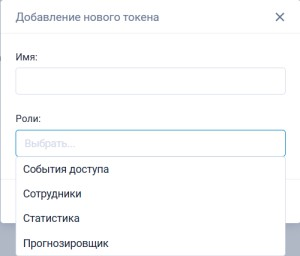 Добавление нового токена
Имя:
Роли:
Выбрать...
События доступа
Сотрудники
Статистика
Прогнозировщик